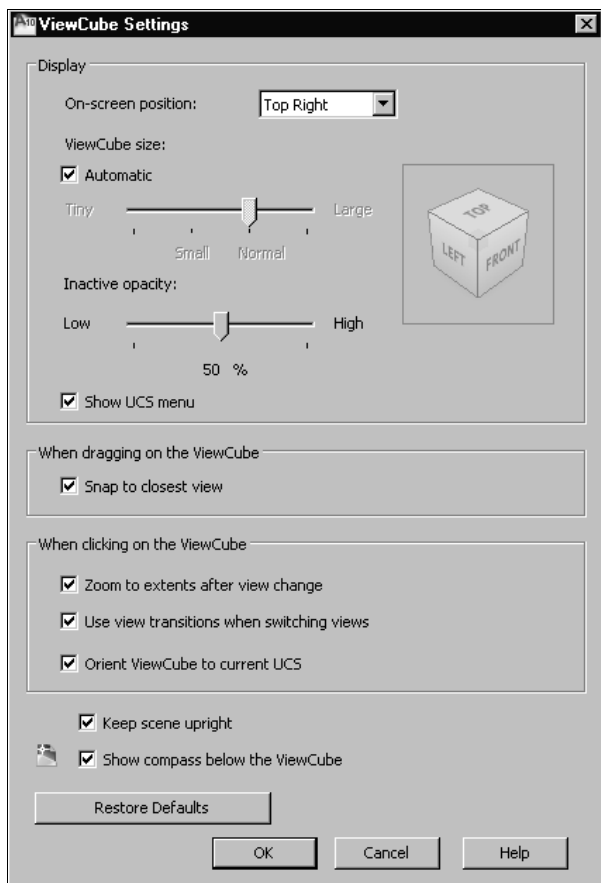 A10 ViewCube Settings
Display
On-screen position: Top Right
ViewCube size:
Automatic
Tiny Large
Small Normal
TOP
LEFT FRONT
Inactive opacity:
Low High
50 %
Show UCS menu
When dragging on the ViewCube
Snap to closest view
When clicking on the ViewCube
Zoom to extents after view change
Use view transitions when switching views
Orient ViewCube to current UCS
Keep scene upright
Show compass below the ViewCube
Restore Defaults
OK Cancel Help